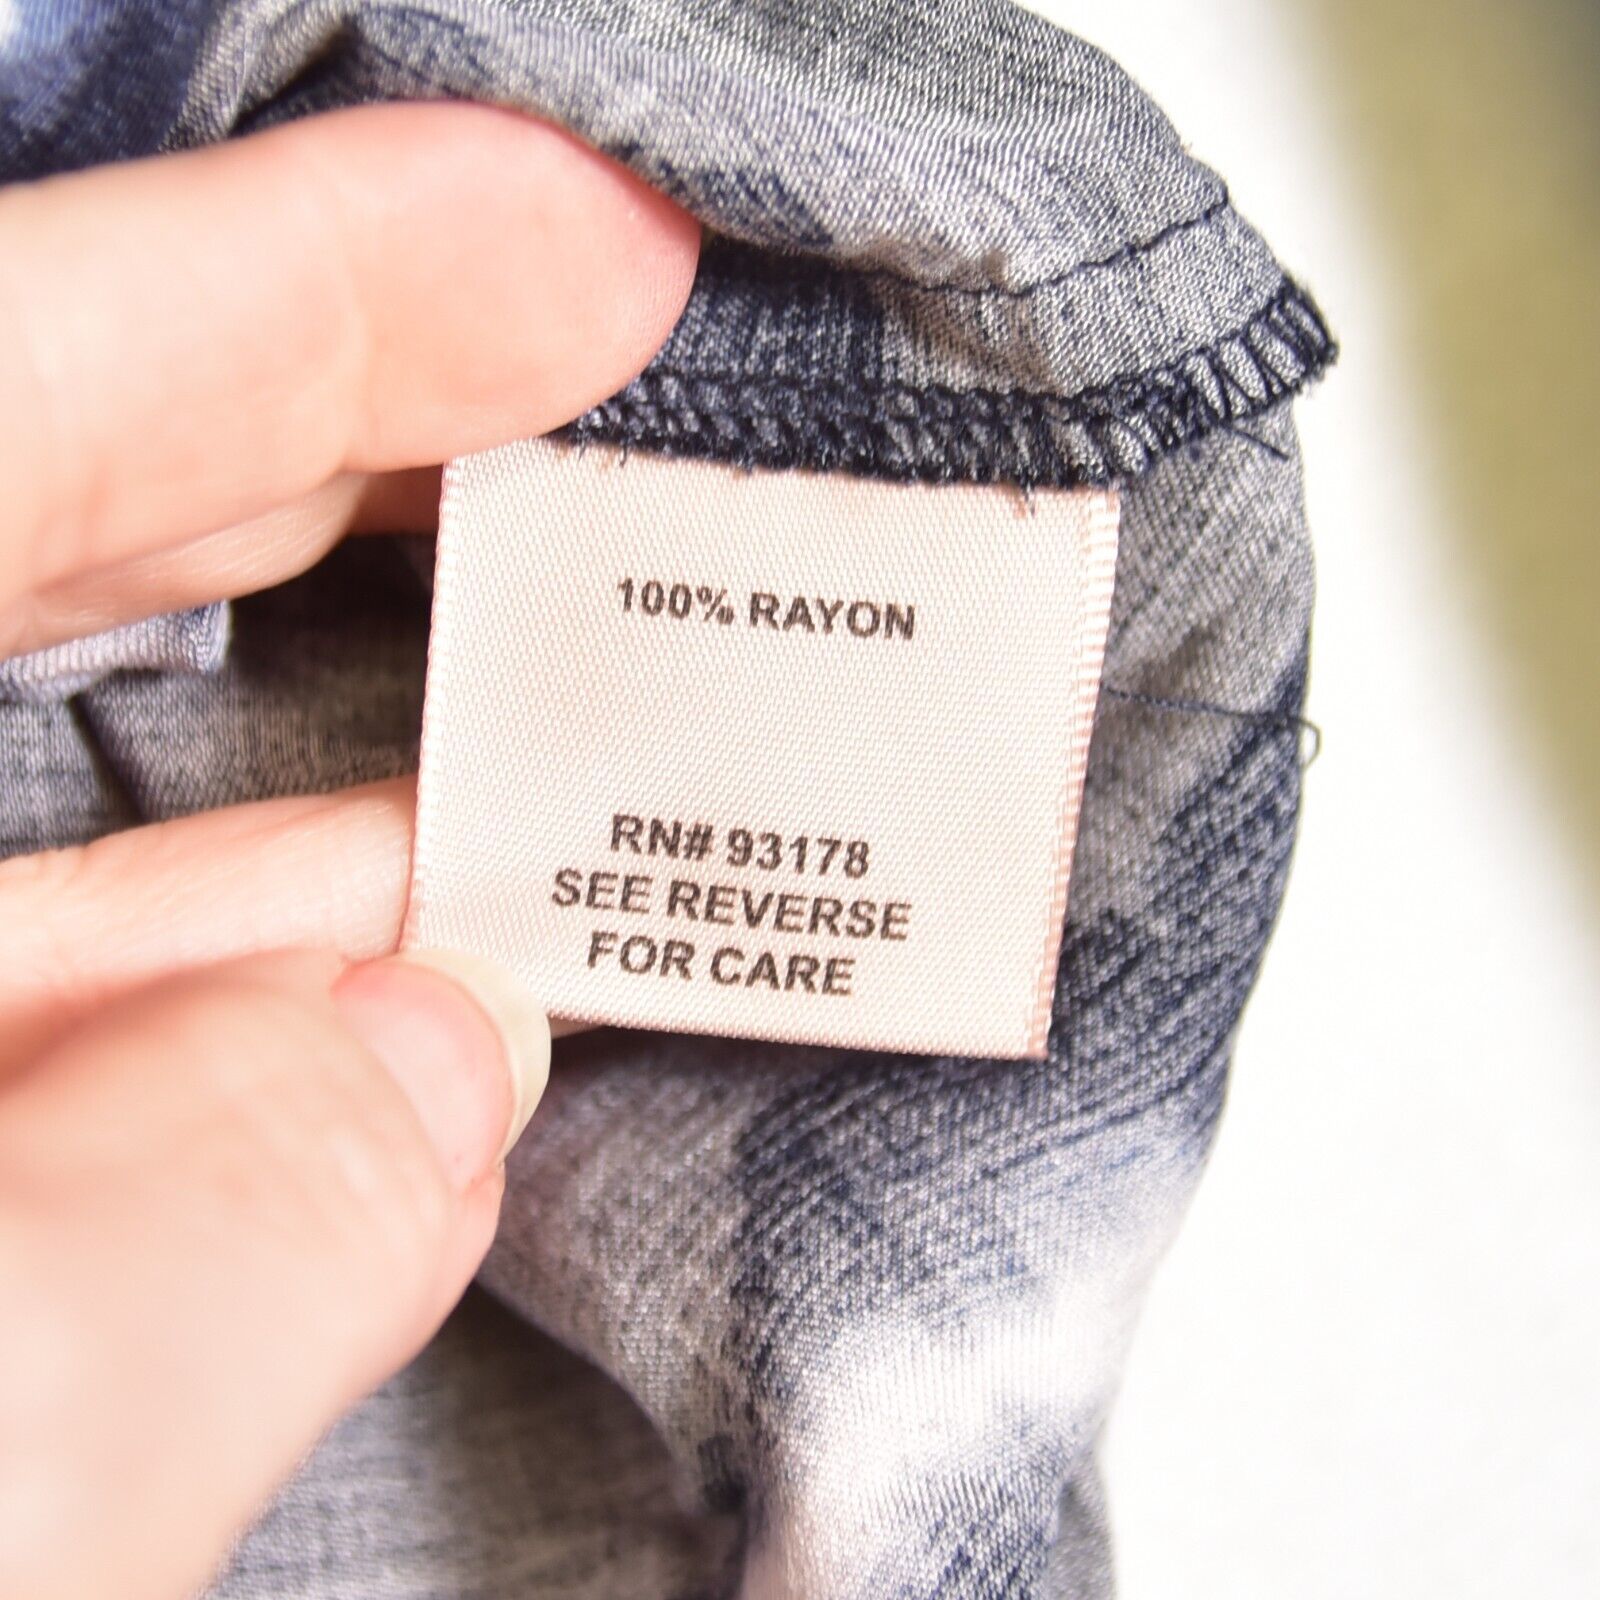 100% RAYON
RN# 93178
SEE REVERSE
FOR CARE